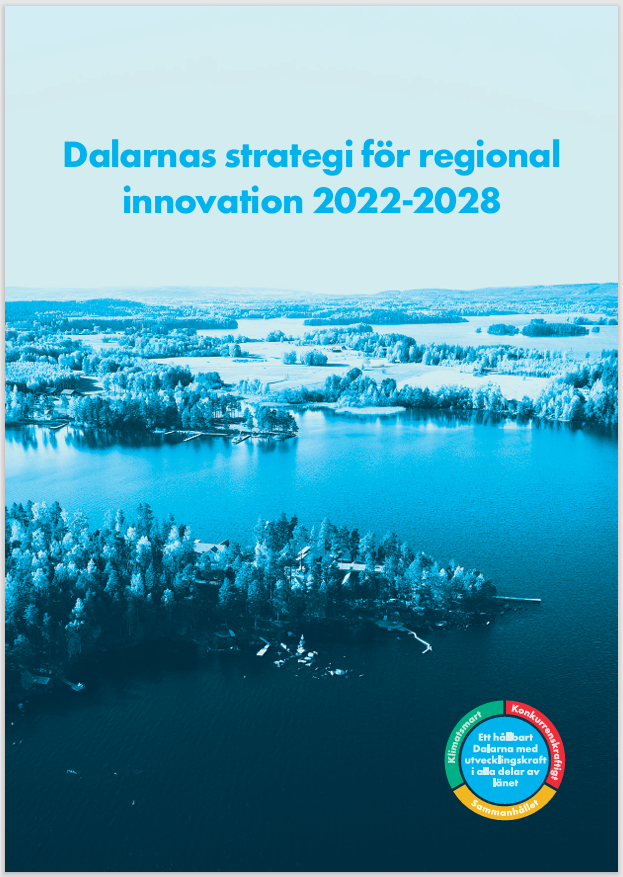 Dalarnas strategi för regional
innovation 2022-2028
Klimatsmart
Konkurrenskraftigt
Ett hållbart
Dalarna med
utvecklingskraft
i alla delar av
länet
Sammanhållet